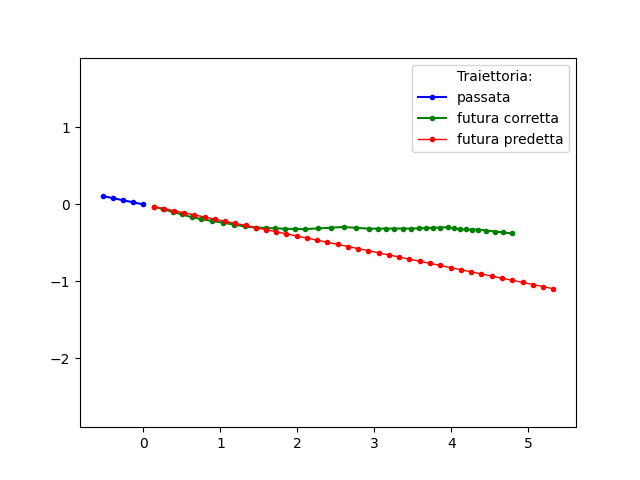 Traiettoria:
passata
futura corretta
futura predetta
1
0
−1
−2
0 1 2 3 4 5